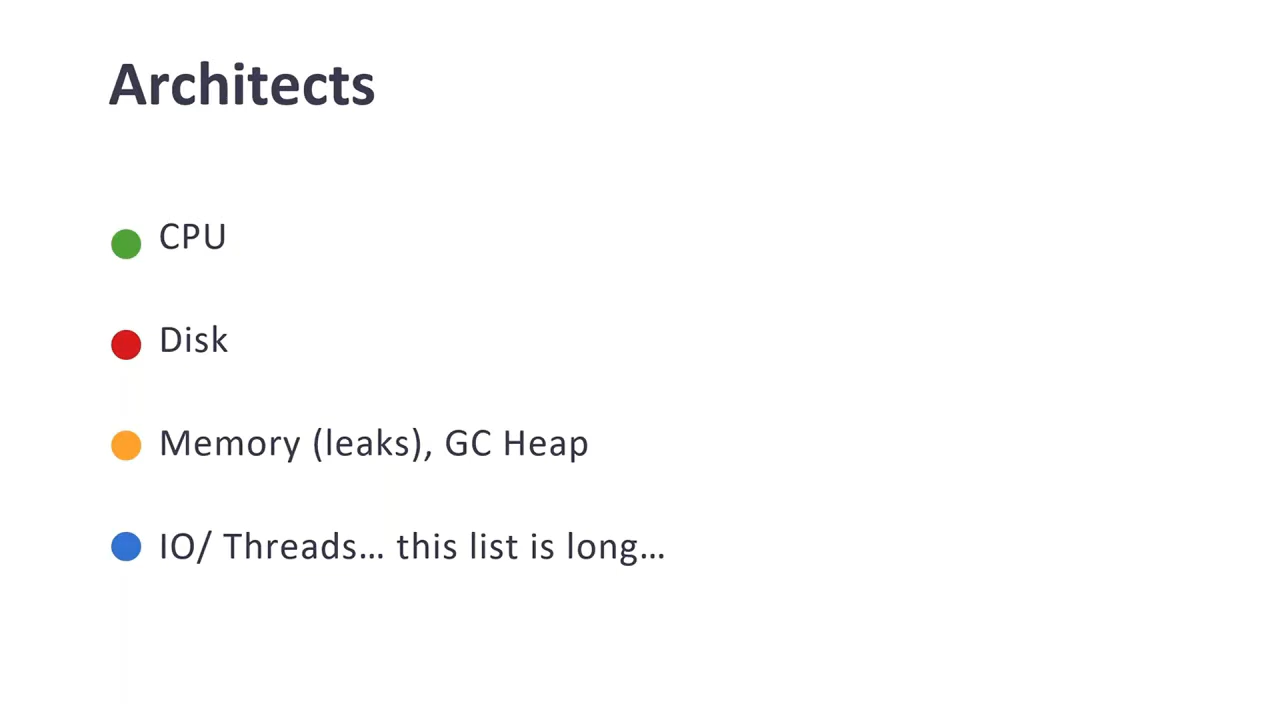 Architects
CPU
Disk
Memory (leaks), GC Heap
IO/ Threads… this list is long…